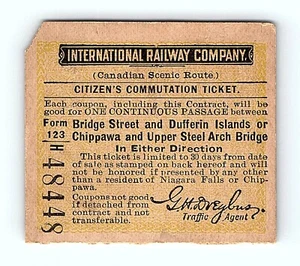 INTERNATIONAL RAILWAY COMPANY.
(Canadian Scenic Route.)
CITIZEN'S COMMUTATION TICKET.
Each coupon, including this Contract, will be
good for ONE CONTINUOUS PASSAGE between
Form 123
Bridge Street and Dufferin Islands or
Chippawa and Upper Steel Arch Bridge
In Either Direction
H 48448
This ticket is limited to 30 days from date
of sale as stamped on back hereof and will
not be honored if presented by any other
than a resident of Niagara Falls or Chip-
pawa.
Coupons not good
if detached from
contract and not
transferable.
Traffic Agent